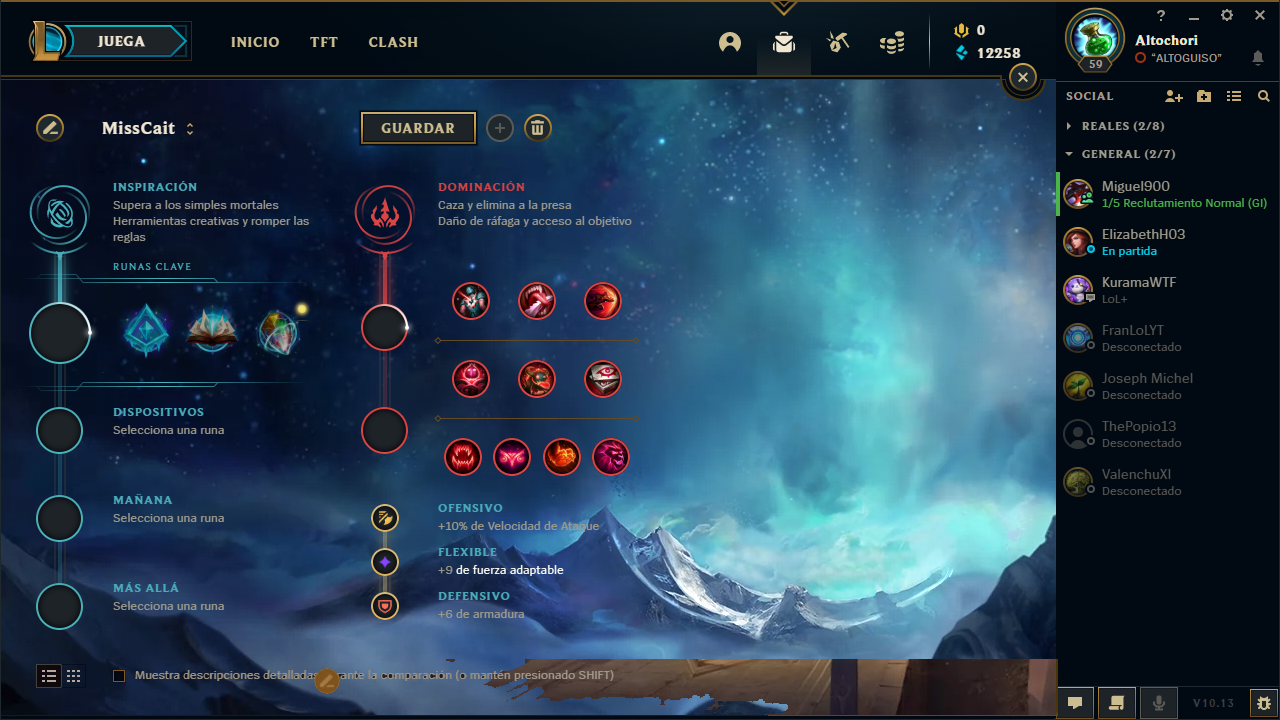 JUEGA
INICIO
TFT
CLASH
0
12258
?
59
Altochori
"ALTOGUISO"
MissCait
GUARDAR
INSPIRACIÓN
Supera a los simples mortales
Herramientas creativas y romper las
reglas
RUNAS CLAVE
DISPOSITIVOS
Selecciona una runa
MAÑANA
Selecciona una runa
MÁS ALLÁ
Selecciona una runa
DOMINACIÓN
Caza y elimina a la presa
Daño de ráfaga y acceso al objetivo
OFENSIVO
+10% de Velocidad de Ataque
FLEXIBLE
+9 de fuerza adaptable
DEFENSIVO
+6 de armadura
Muestra descripciones detalladas rante la comparación (o mantén presionado SHIFT)
SOCIAL
REALES (2/8)
GENERAL (2/7)
Miguel900
1/5 Reclutamiento Normal (GI)
ElizabethH03
En partida
KuramaWTF
LoL+
FranLoLYT
Desconectado
Joseph Michel
Desconectado
ThePopio13
Desconectado
ValenchuXI
Desconectado
V10.13